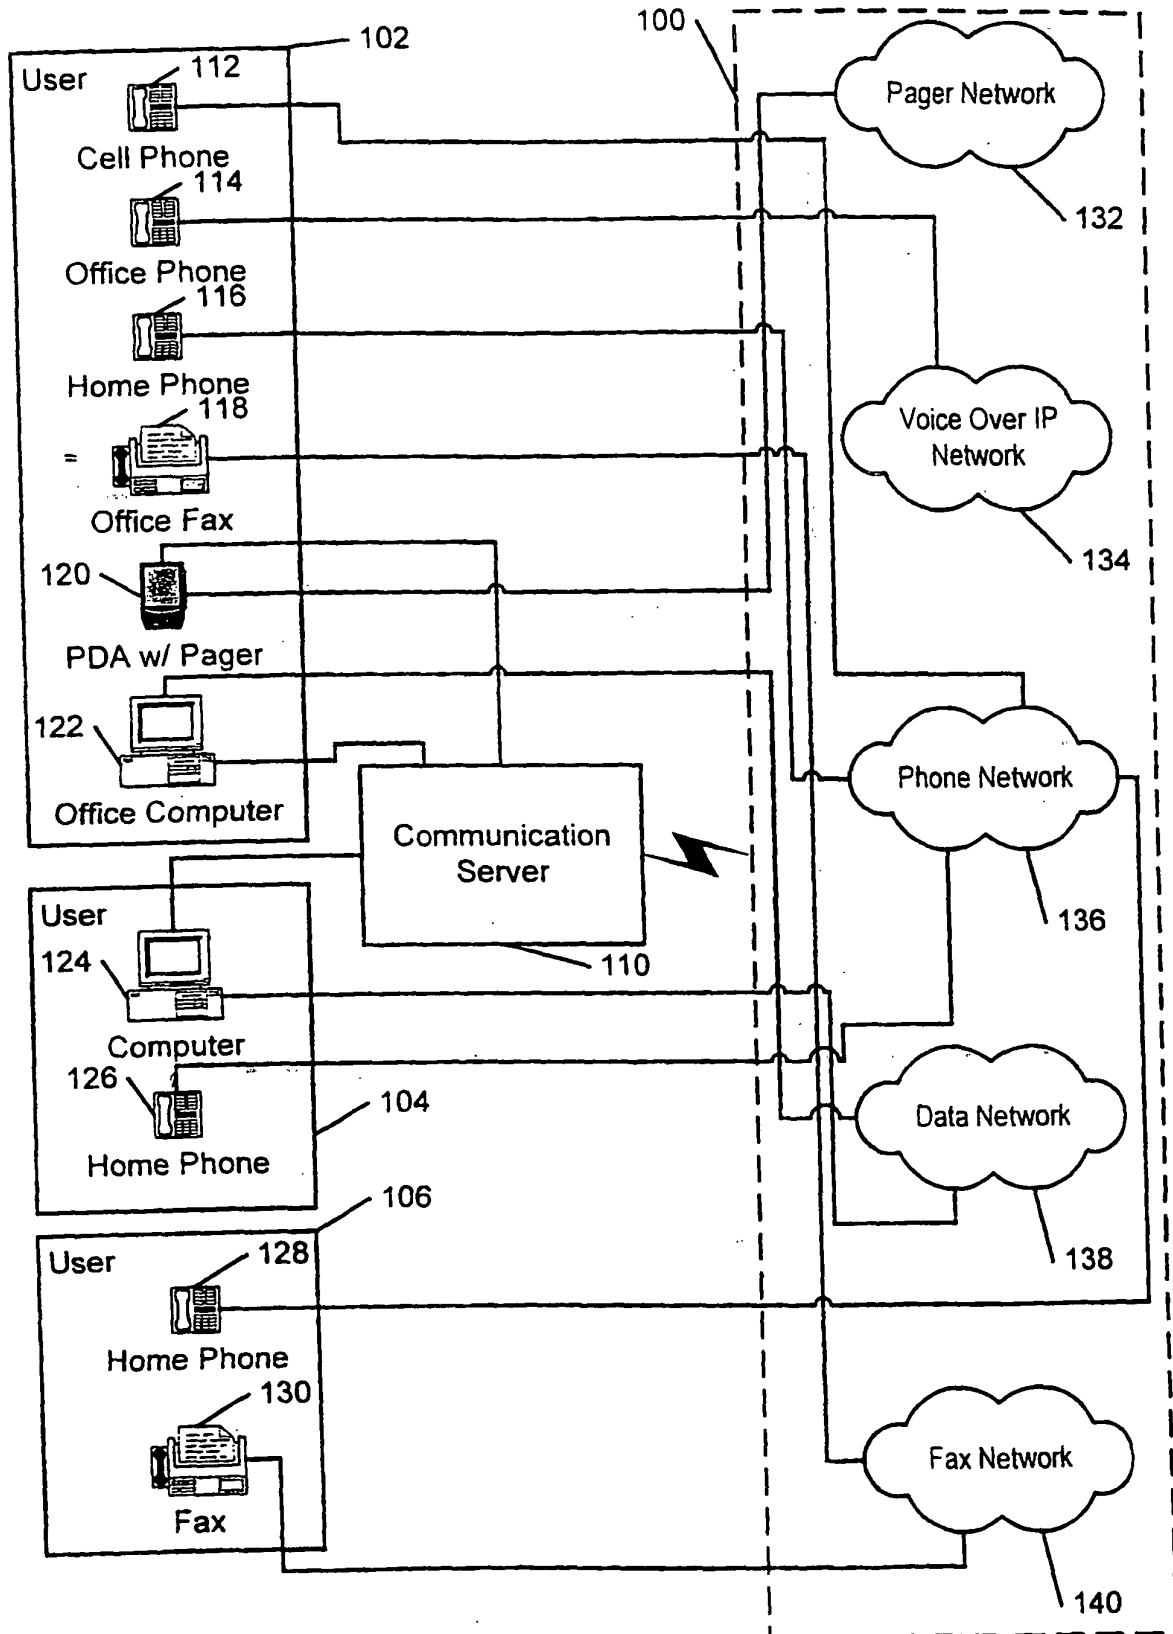 102
100
User
112
Cell Phone
114
Office Phone
116
Home Phone
118
Office Fax
120
PDA w/ Pager
122
Office Computer
Communication
Server
110
User
124
Computer
126
Home Phone
104
106
User
128
Home Phone
130
Fax
Pager Network
132
Voice Over IP
Network
134
Phone Network
136
Data Network
138
Fax Network
140